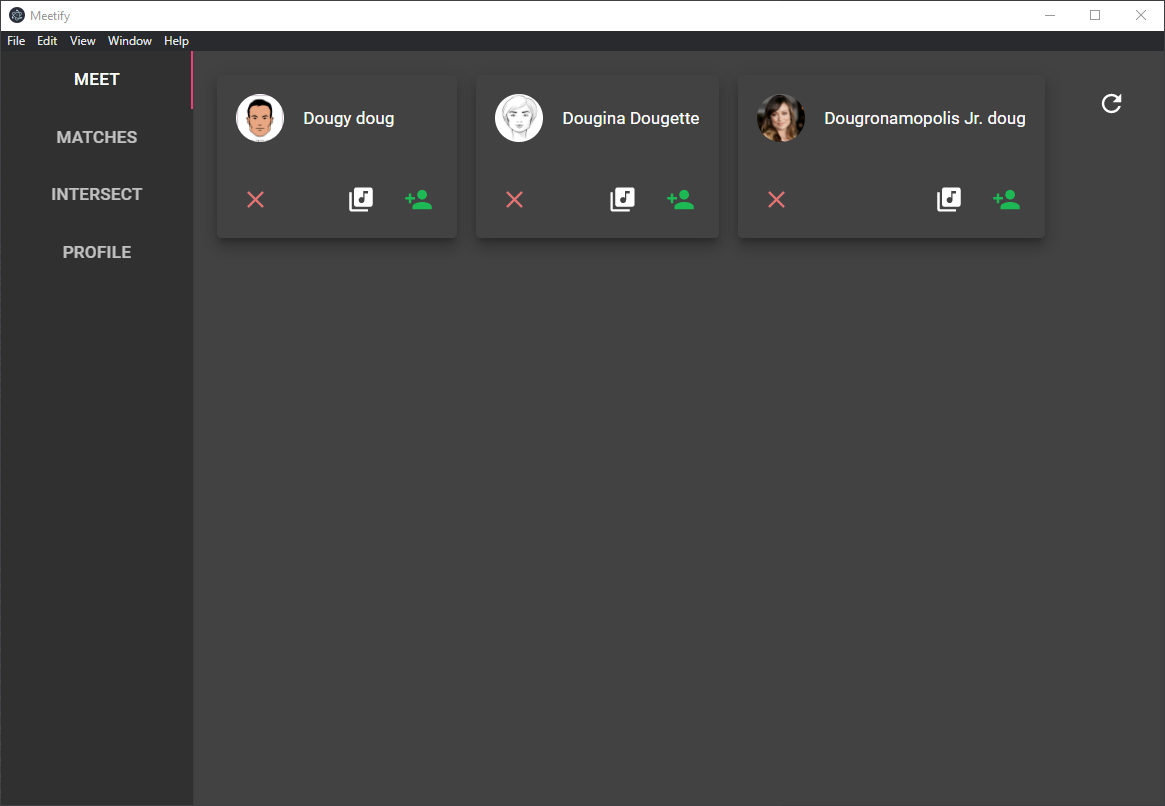 Meetify
File Edit View Window Help
MEET
MATCHES
INTERSECT
PROFILE
Dougy doug
Dougina Dougette
Dougronamopolis Jr. doug